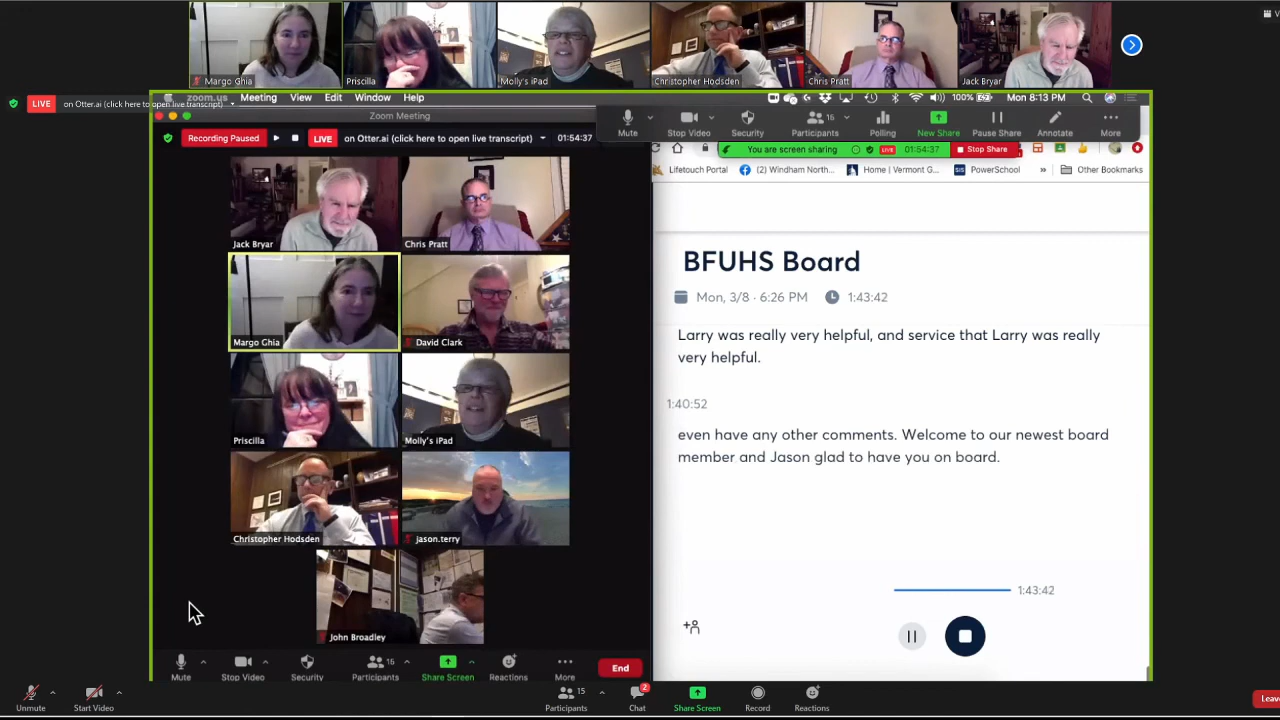 Margo Ghia
Priscilla
Molly's iPad
Christopher Hodsden
Chris Pratt
Jack Bryar
LIVE on Otter.ai (click here to open live transcript)
zoom.us Meeting View Edit Window Help
100% Mon 8:13 PM
Zoom Meeting
Recording Paused LIVE on Otter.ai (click here to open live transcript) 01:54:37
Mute Stop Video Security Participants 16 Polling New Share Pause Share Annotate More
You are screen sharing LIVE 01:54:37 Stop Share
Lifetouch Portal (2) Windham North... Home | Vermont G... SIS PowerSchool » Other Bookmarks
Jack Bryar
Chris Pratt
Margo Ghia
David Clark
Priscilla
Molly's iPad
Christopher Hodsden
jason.terry
John Broadley
BFUHS Board
Mon, 3/8 · 6:26 PM 1:43:42
Larry was really very helpful, and service that Larry was really
very helpful.
1:40:52
even have any other comments. Welcome to our newest board
member and Jason glad to have you on board.
1:43:42
Mute Stop Video Security Participants 16 Share Screen Reactions More End
Unmute Start Video Participants 15 Chat 2 Share Screen Record Reactions Leave